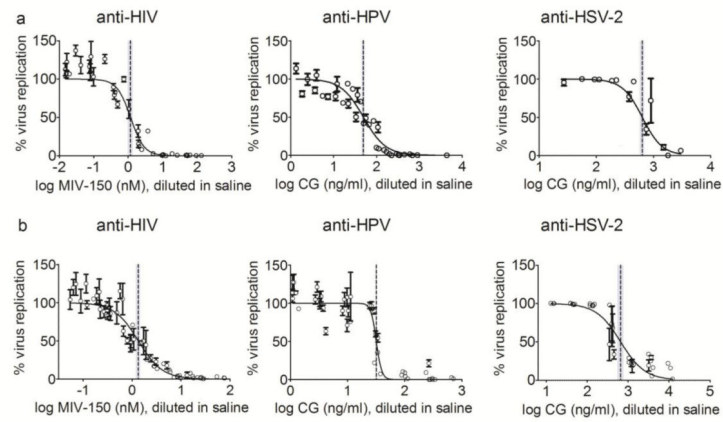 a
anti-HIV
% virus replication
150
100
50
0
-2 -1 0 1 2 3
log MIV-150 (nM), diluted in saline
anti-HPV
% virus replication
150
100
50
0
0 1 2 3 4
log CG (ng/ml), diluted in saline
anti-HSV-2
% virus replication
150
100
50
0
1 2 3 4
log CG (ng/ml), diluted in saline
b
anti-HIV
% virus replication
150
100
50
0
-1 0 1 2
log MIV-150 (nM), diluted in saline
anti-HPV
% virus replication
150
100
50
0
0 1 2 3
log CG (ng/ml), diluted in saline
anti-HSV-2
% virus replication
150
100
50
0
1 2 3 4 5
log CG (ng/ml), diluted in saline